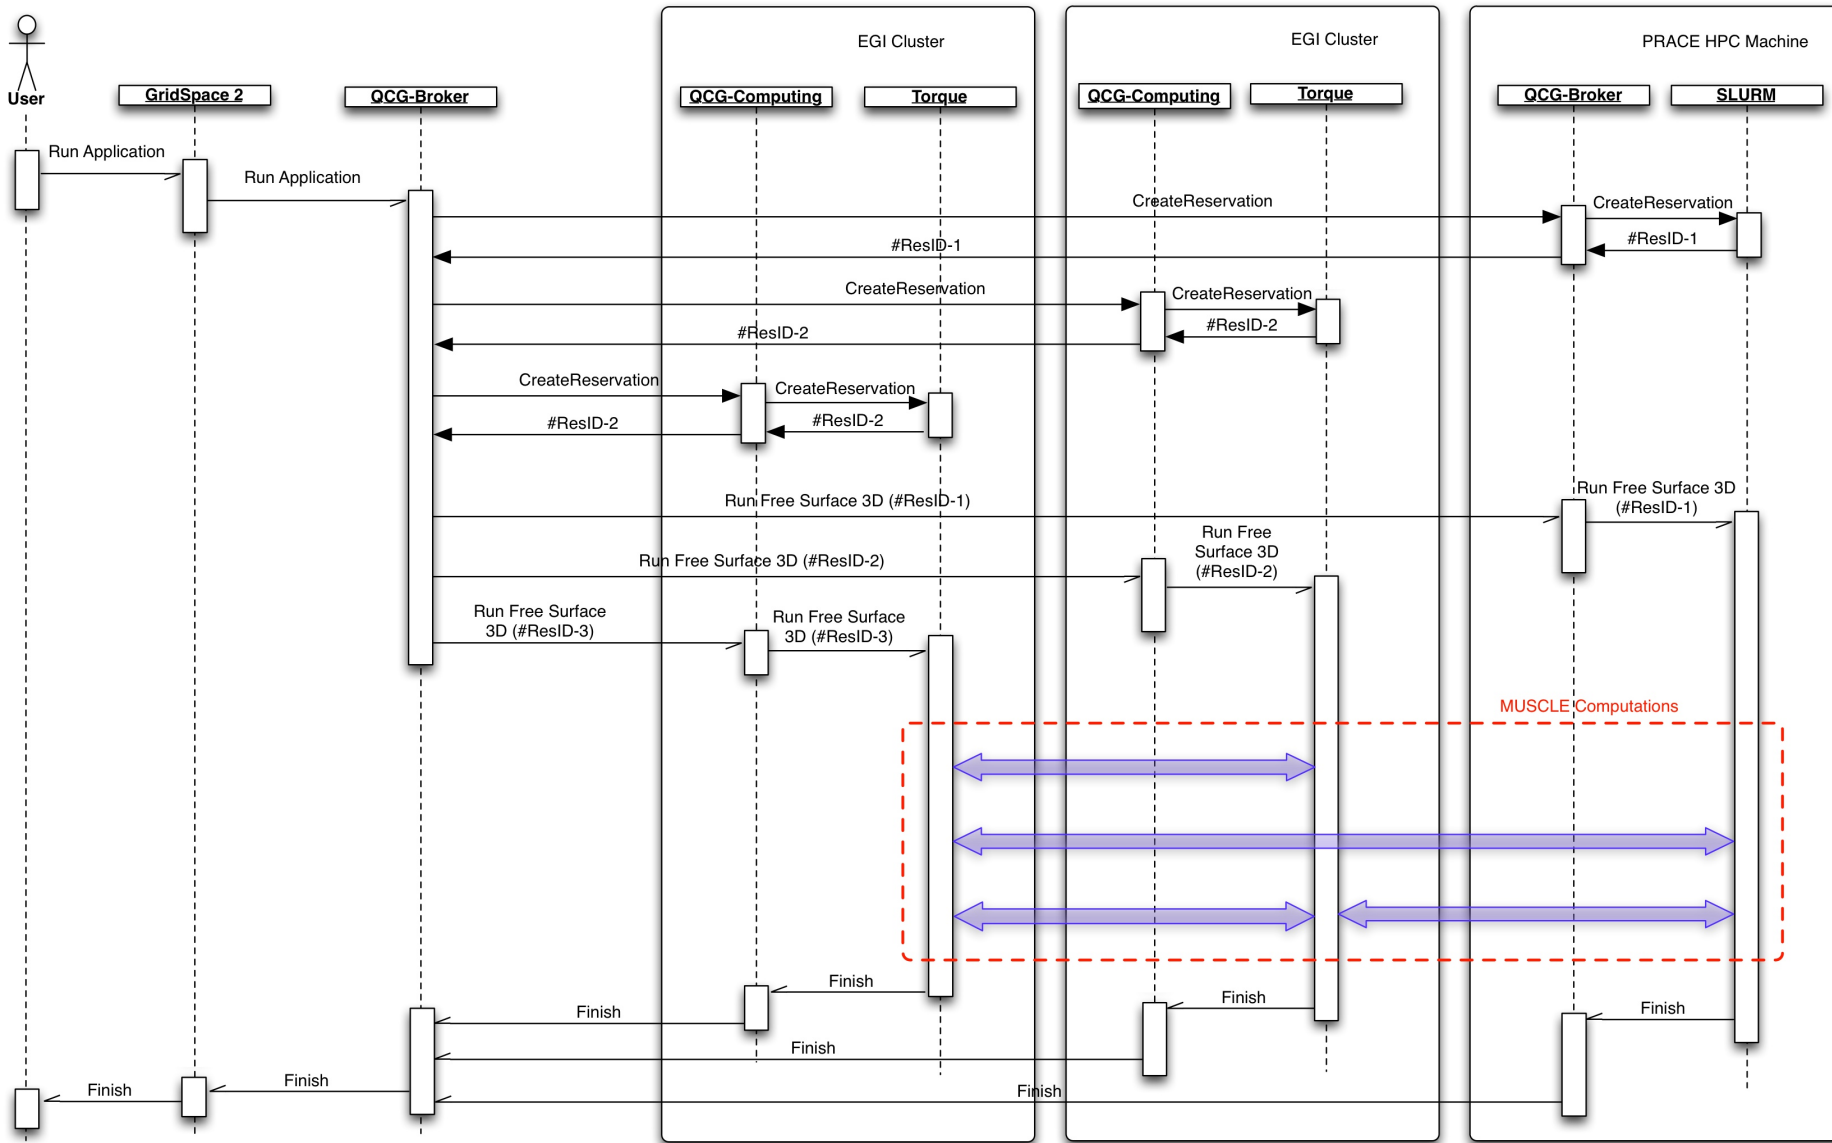 EGI Cluster
EGI Cluster
PRACE HPC Machine
User
GridSpace 2
QCG-Broker
QCG-Computing
Torque
QCG-Computing
Torque
QCG-Broker
SLURM
Run Application
Run Application
CreateReservation
CreateReservation
#ResID-1
#ResID-1
CreateReservation
CreateReservation
#ResID-2
#ResID-2
CreateReservation
CreateReservation
#ResID-2
#ResID-2
Run Free Surface 3D (#ResID-1)
Run Free Surface 3D
(#ResID-1)
Run Free Surface 3D (#ResID-2)
Run Free
Surface 3D
(#ResID-2)
Run Free Surface
3D (#ResID-3)
Run Free Surface
3D (#ResID-3)
MUSCLE Computations
Finish
Finish
Finish
Finish
Finish
Finish
Finish
Finish
Finish